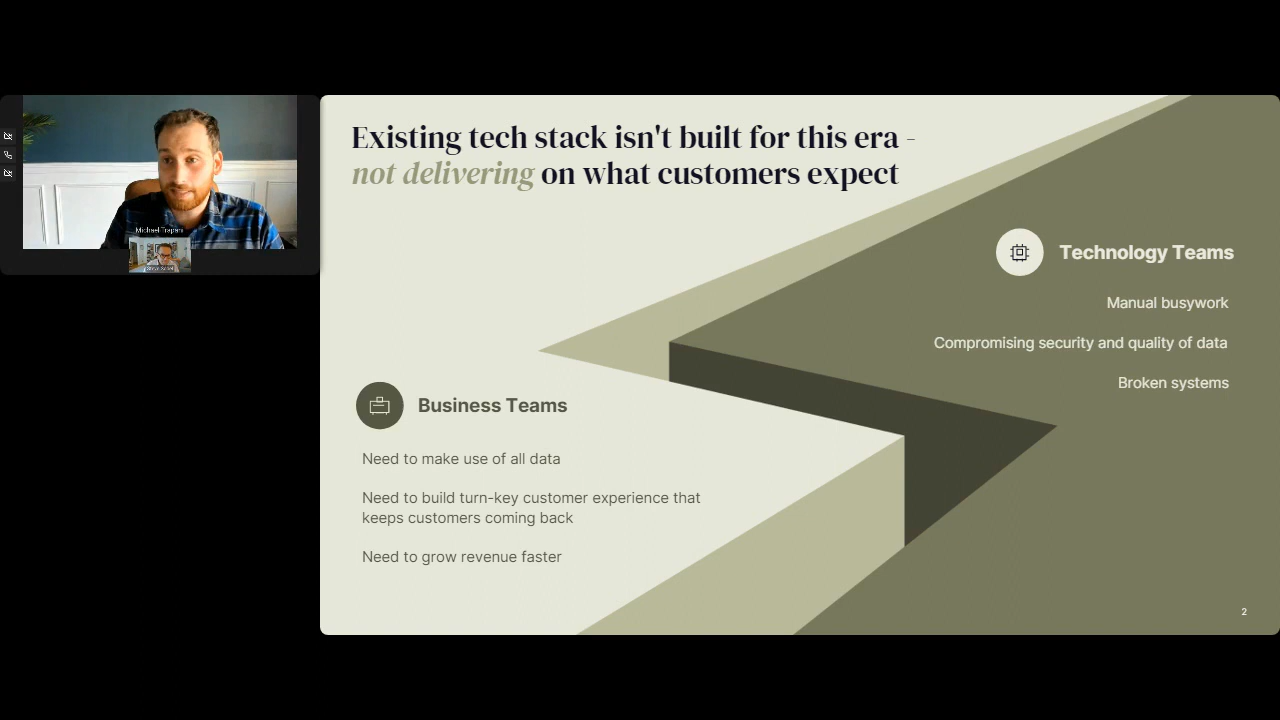 Michael Trapani
Existing tech stack isn't built for this era -
not delivering on what customers expect
Technology Teams
Manual busywork
Compromising security and quality of data
Broken systems
Business Teams
Need to make use of all data
Need to build turn-key customer experience that
keeps customers coming back
Need to grow revenue faster
2